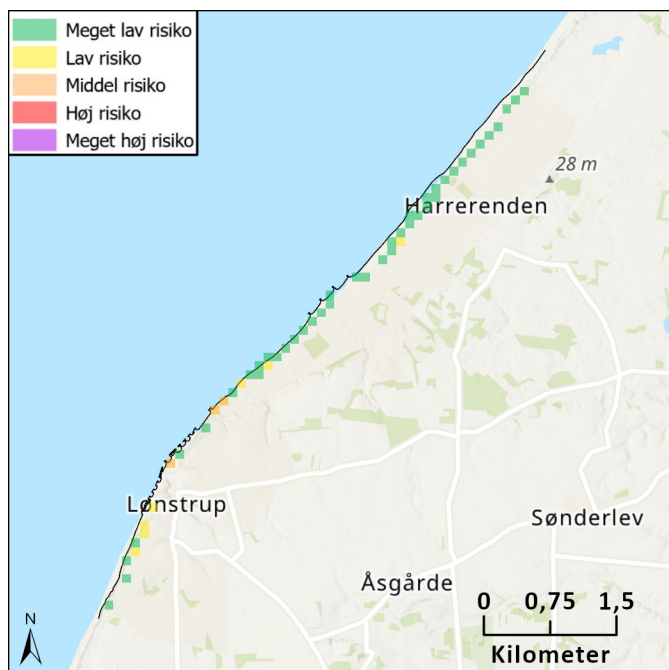 Meget lav risiko
Lav risiko
Middel risiko
Høj risiko
Meget høj risiko
28 m
Harrerenden
Lønstrup
Sønderlev
Åsgårde
0 0,75 1,5
Kilometer
N